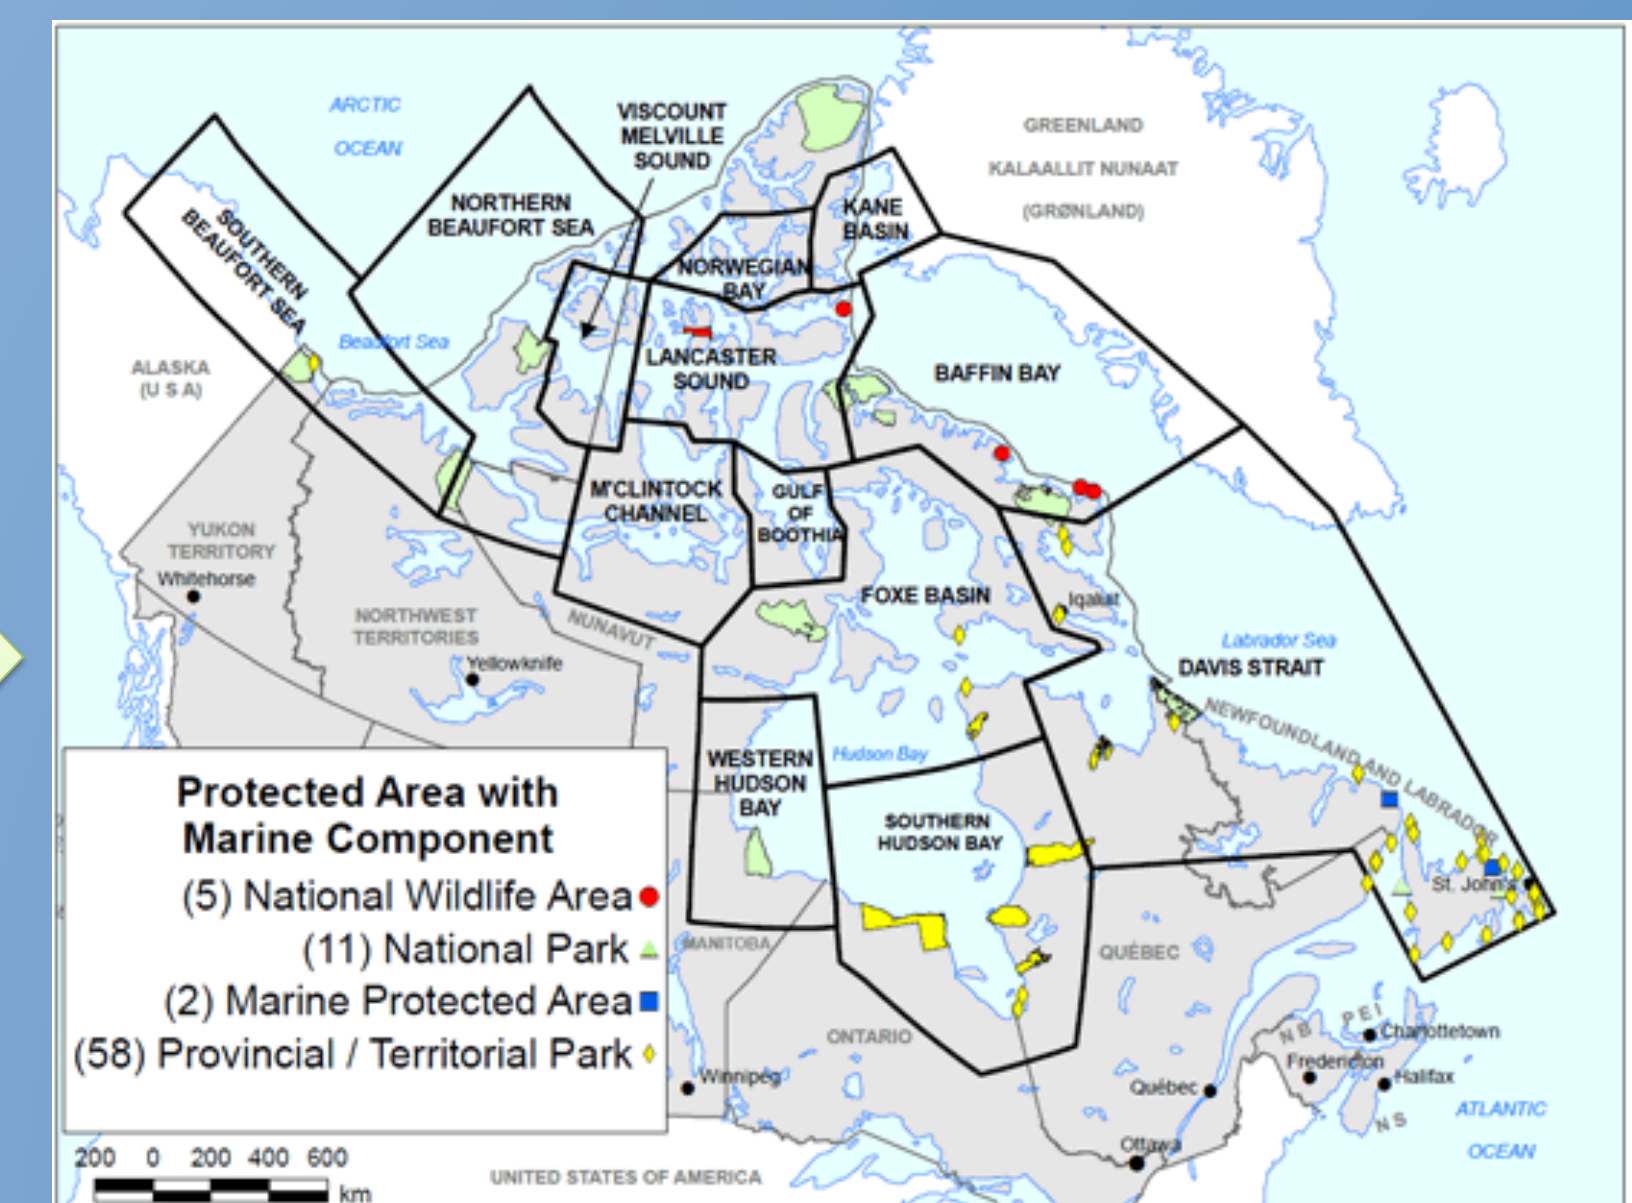 ARCTIC
OCEAN
VISCOUNT
MELVILLE
SOUND
GREENLAND
KALAALLIT NUNAAT
(GRØNLAND)
NORTHERN
BEAUFORT SEA
KANE
BASIN
SOUTHERN
BEAUFORT SEA
NORWEGIAN
BAY
Beaufort Sea
ALASKA
(U S A)
LANCASTER
SOUND
BAFFIN BAY
M'CLINTOCK
CHANNEL
GULF
OF
BOOTHIA
YUKON
TERRITORY
Whitehorse
NORTHWEST
TERRITORIES
NUNAVUT
FOXE BASIN
Iqaluit
Yellowknife
Labrador Sea
DAVIS STRAIT
NEWFOUNDLAND AND LABRADOR
WESTERN
HUDSON
BAY
Hudson Bay
SOUTHERN
HUDSON BAY
St. John's
MANITOBA
QUÉBEC
ONTARIO
Winnipeg
Québec
Ottawa
N B
P E I
Charlottetown
Fredericton
Halifax
N S
ATLANTIC
OCEAN
UNITED STATES OF AMERICA
Protected Area with
Marine Component
(5) National Wildlife Area
(11) National Park
(2) Marine Protected Area
(58) Provincial / Territorial Park
200 0 200 400 600
km